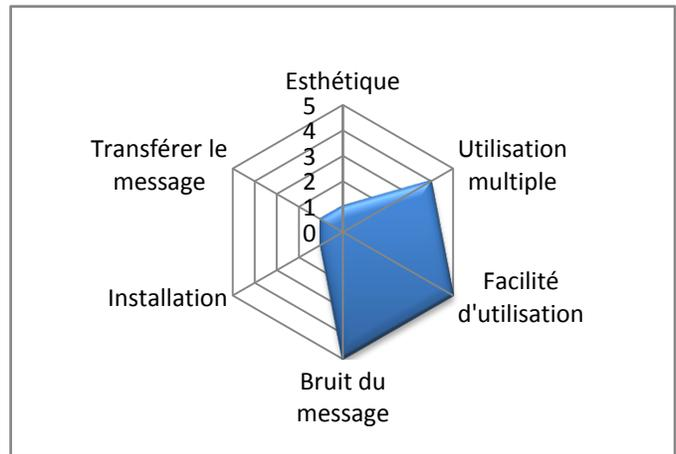 Esthétique
5
4
3
2
1
0
Utilisation
multiple
Facilité
d'utilisation
Bruit du
message
Installation
Transférer le
message